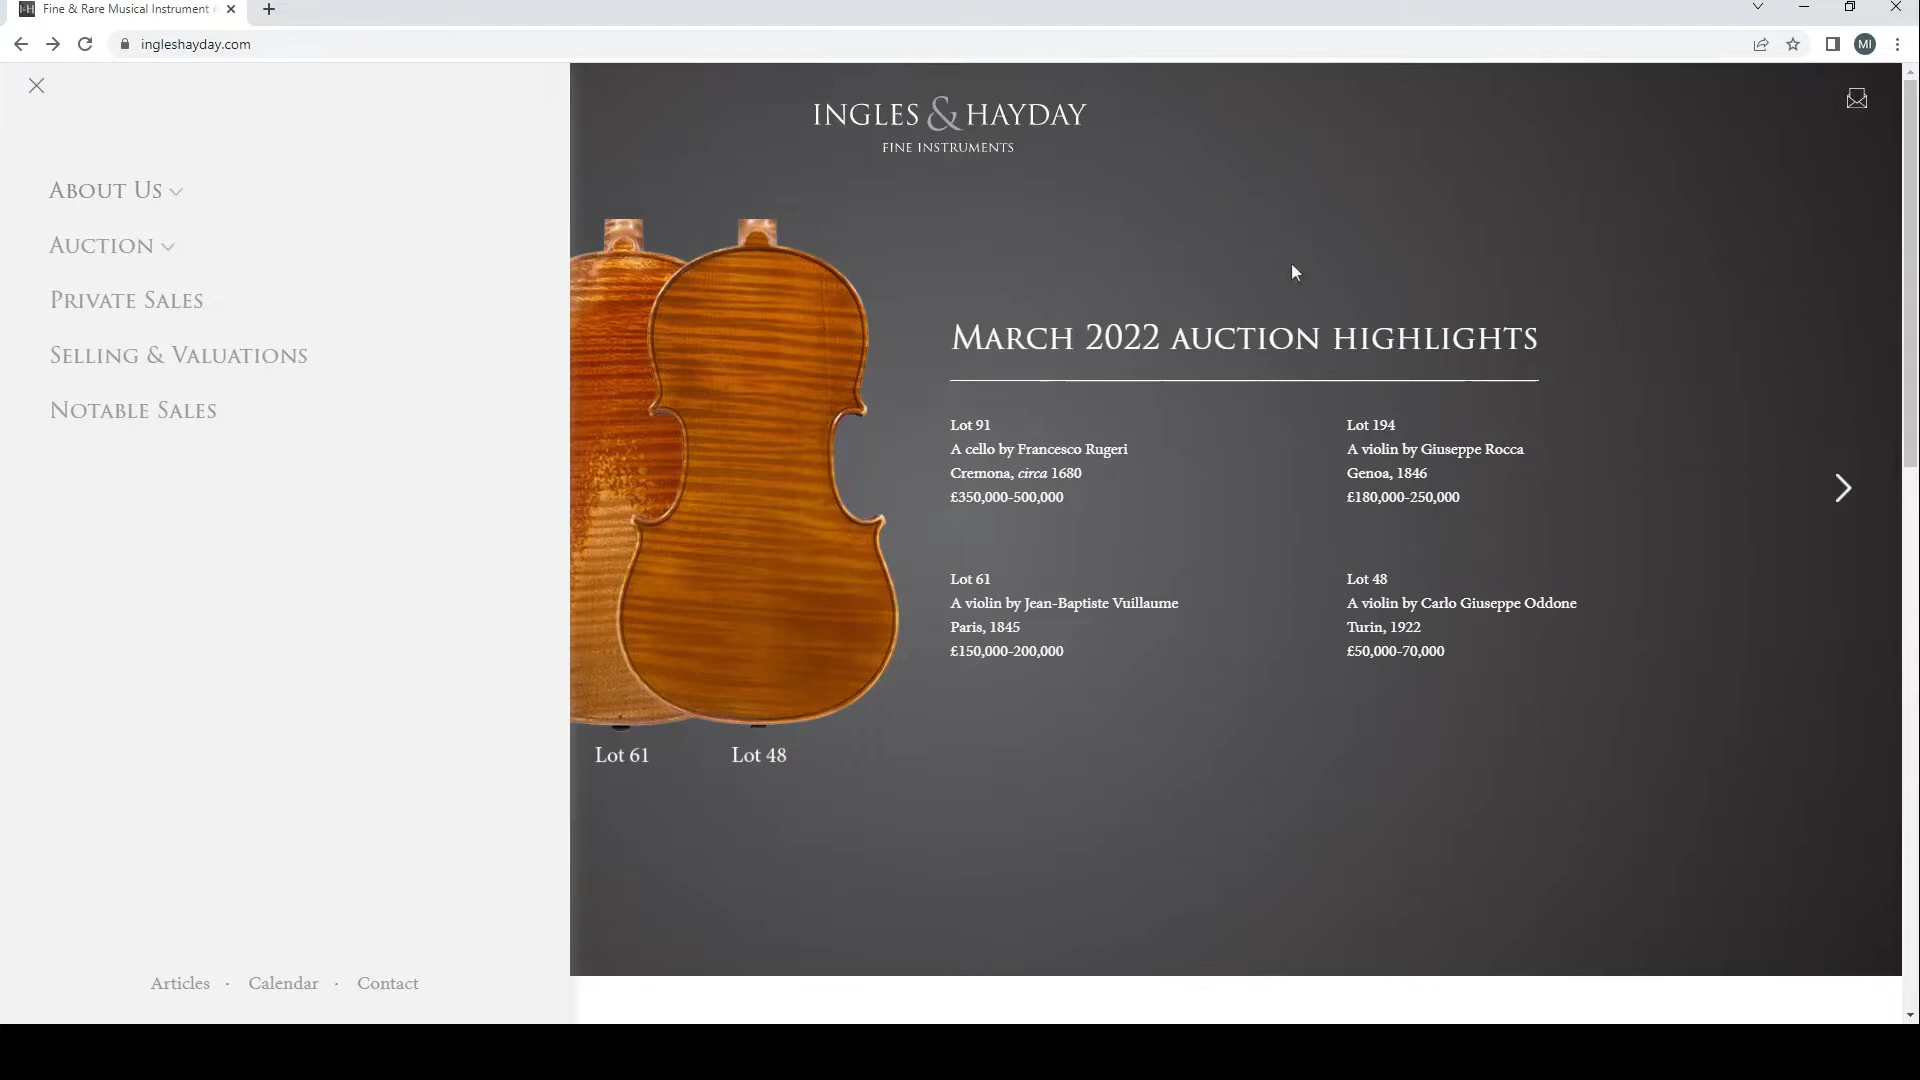 Fine & Rare Musical Instrument
ingleshayday.com
MI
About Us
Auction
Private Sales
Selling & Valuations
Notable Sales
Articles · Calendar · Contact
INGLES & HAYDAY
FINE INSTRUMENTS
March 2022 auction highlights
Lot 91
A cello by Francesco Rugeri
Cremona, circa 1680
£350,000-500,000
Lot 194
A violin by Giuseppe Rocca
Genoa, 1846
£180,000-250,000
Lot 61
A violin by Jean-Baptiste Vuillaume
Paris, 1845
£150,000-200,000
Lot 48
A violin by Carlo Giuseppe Oddone
Turin, 1922
£50,000-70,000
Lot 61
Lot 48